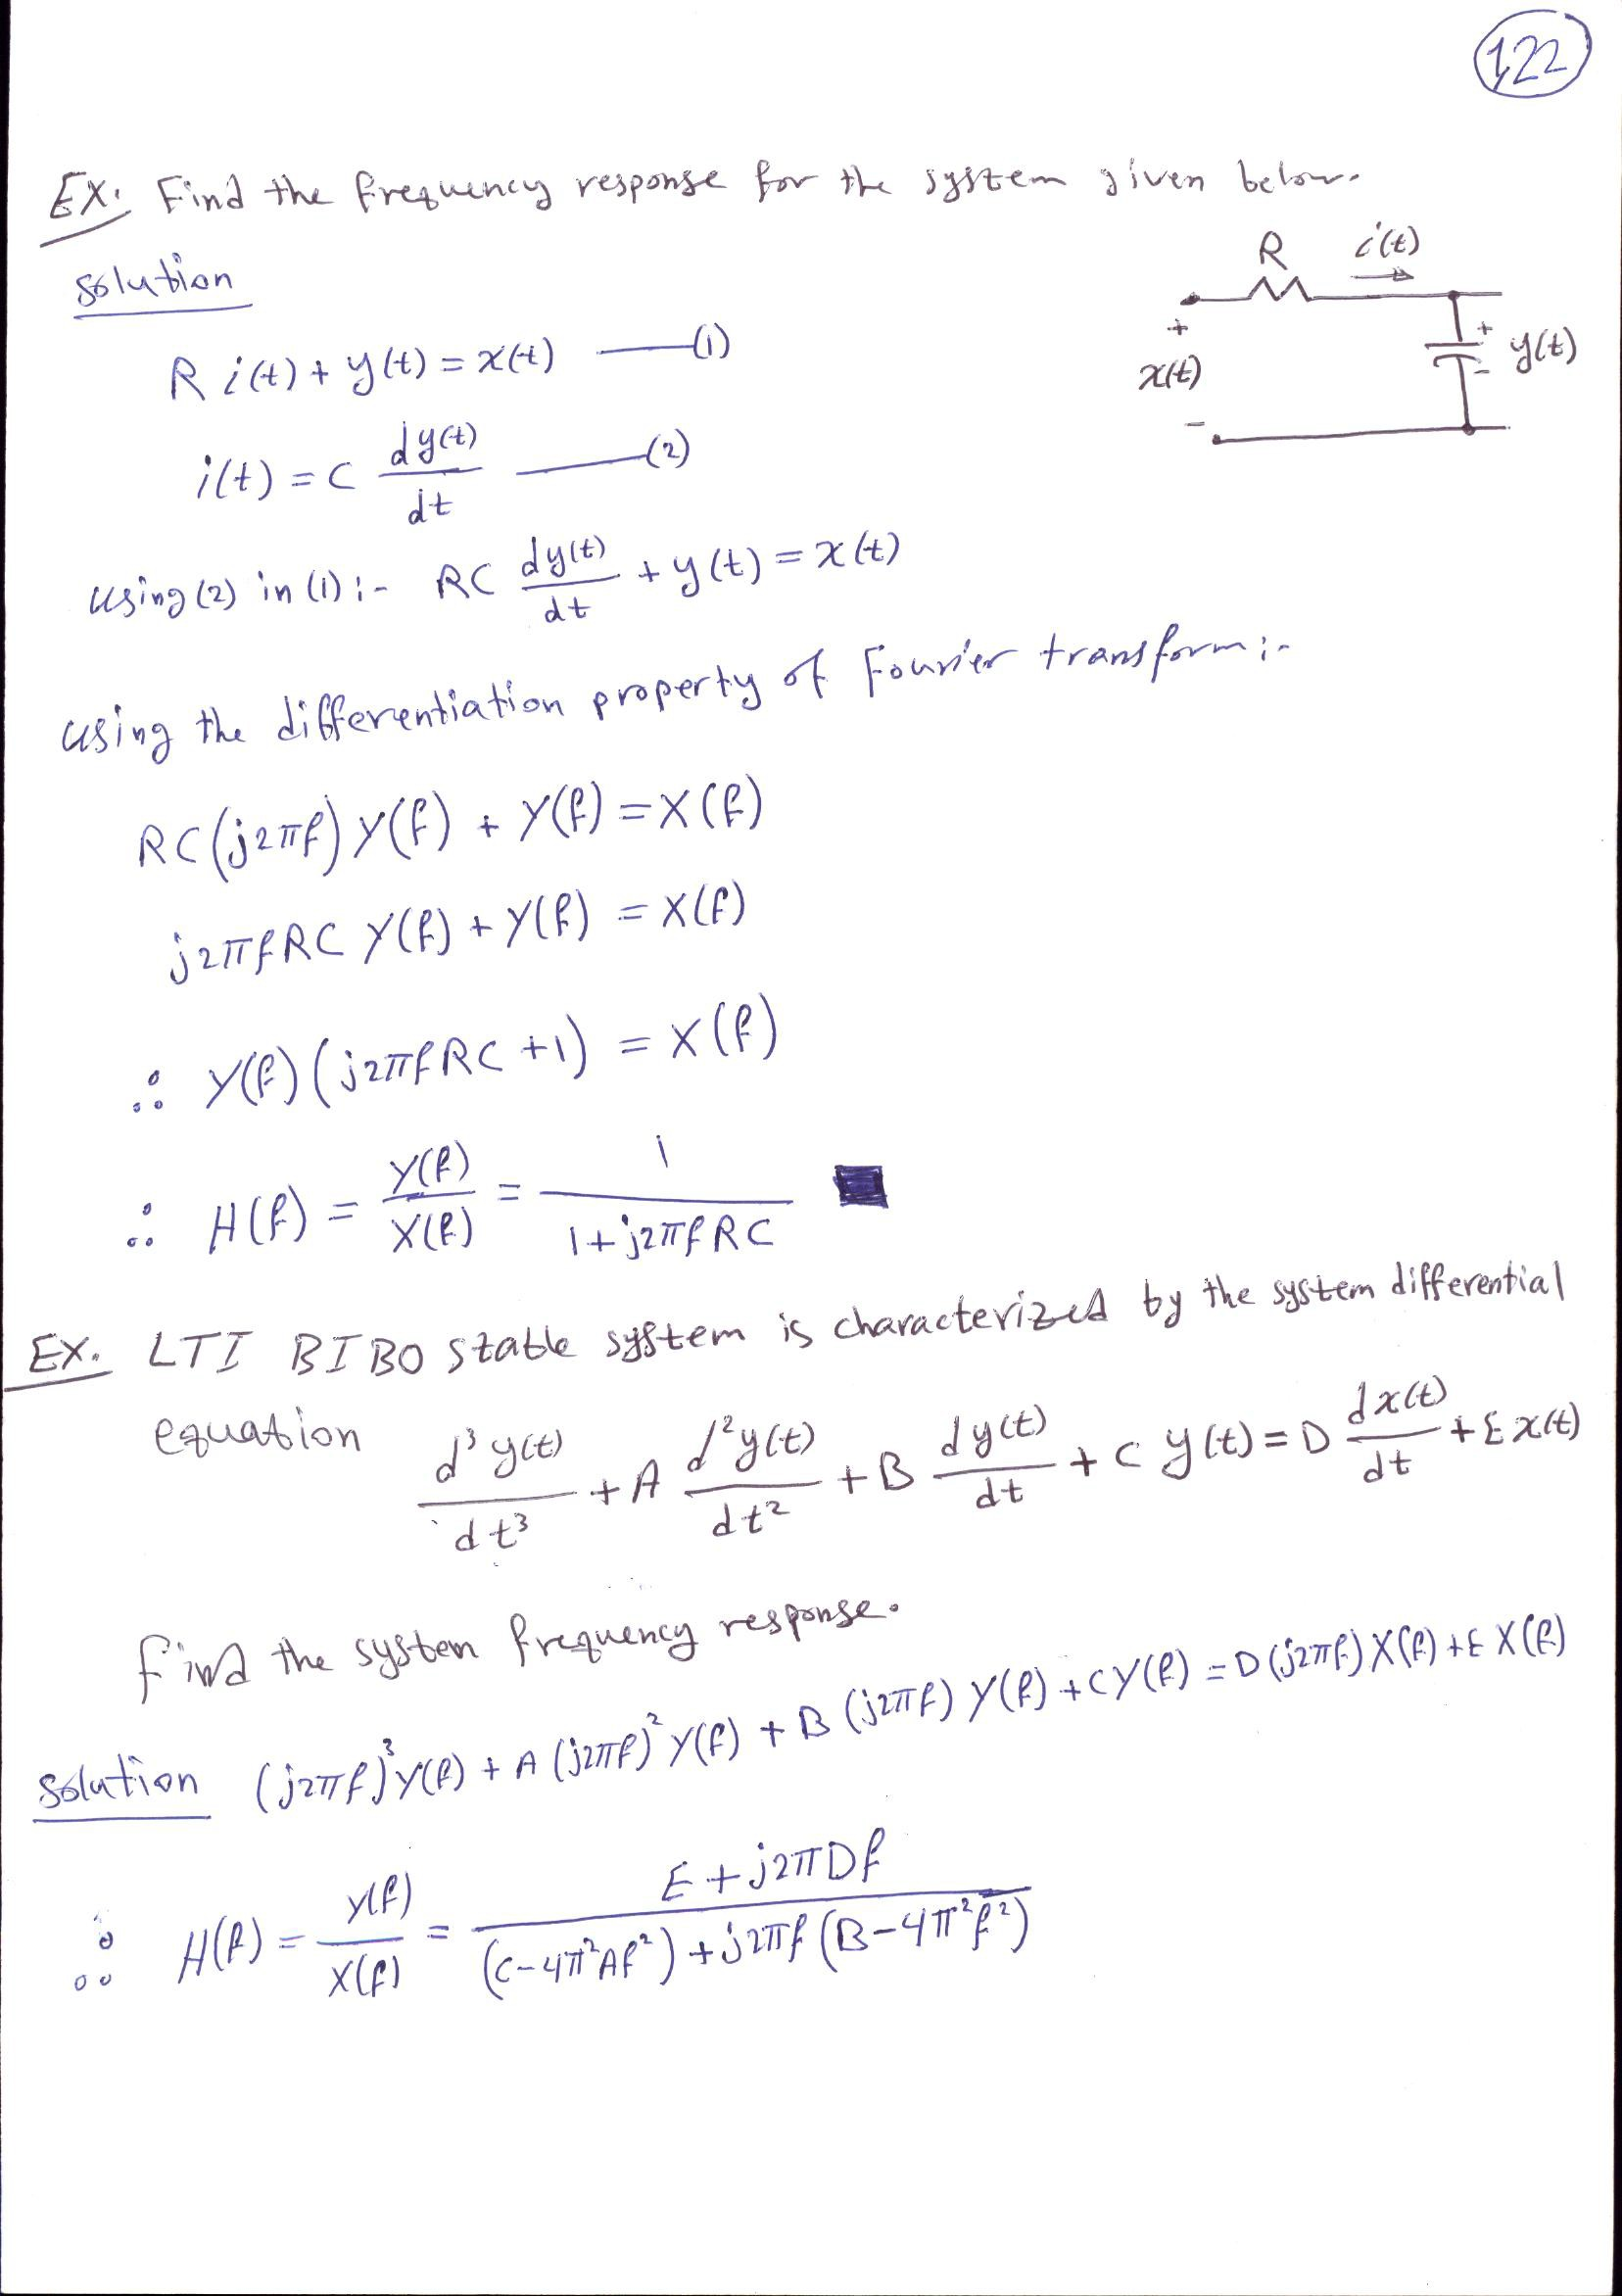 122
EX. Find the frequency response for the system given below.
solution
R i(t)
x(t) + - y(t) + -
R i(t) + y(t) = x(t) —(1)
i(t) = C dy(t)/dt —(2)
Using (2) in (1) :- RC dy(t)/dt + y(t) = x(t)
using the differentiation property of Fourier transform :-
RC (j2πf) Y(f) + Y(f) = X(f)
j2πfRC Y(f) + Y(f) = X(f)
∴ Y(f) (j2πfRC + 1) = X(f)
∴ H(f) = Y(f)/X(f) = 1/(1 + j2πfRC)
EX. LTI BIBO stable system is characterized by the system differential
equation d³y(t)/dt³ + A d²y(t)/dt² + B dy(t)/dt + C y(t) = D dx(t)/dt + E x(t)
find the system frequency response.
solution (j2πf)³Y(f) + A (j2πf)² Y(f) + B (j2πf) Y(f) + C Y(f) = D (j2πf) X(f) + E X(f)
∴ H(f) = Y(f)/X(f) = (E + j2πDf)/((C - 4π²Af²) + j2πf (B - 4π²f²))